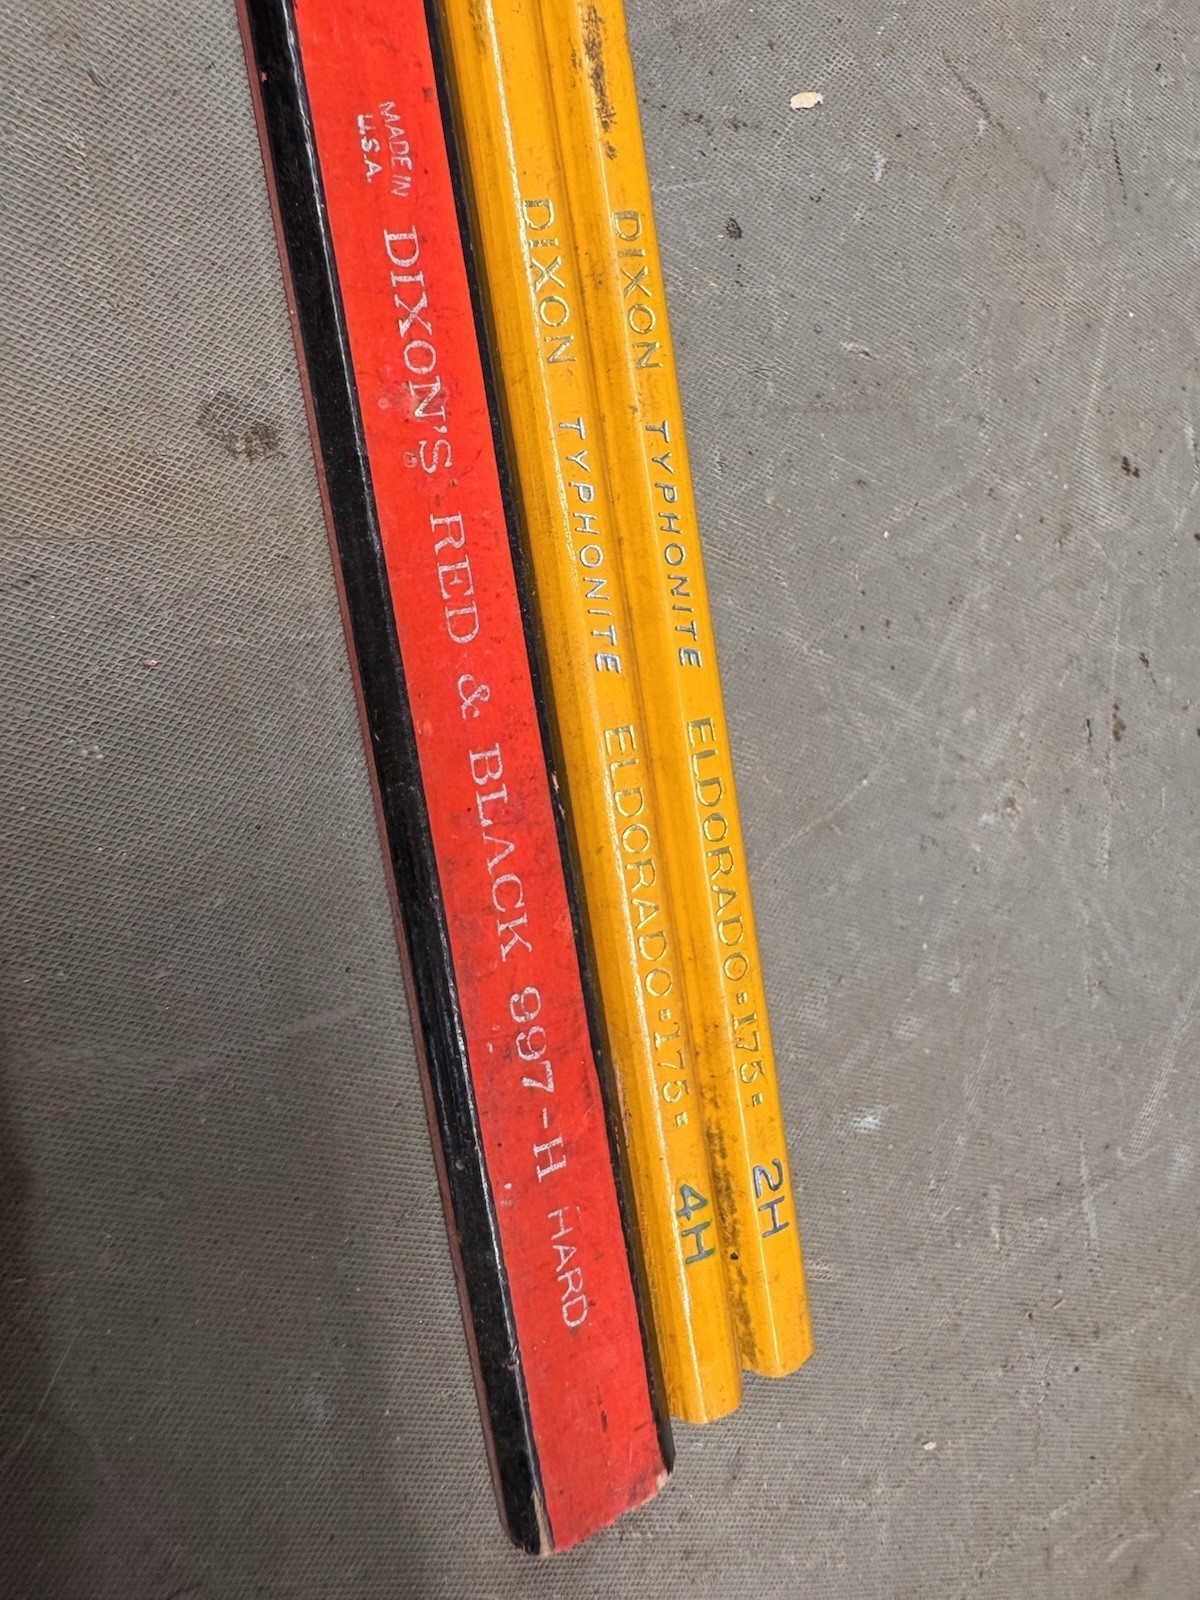 MADE IN
U.S.A.
DIXON'S RED & BLACK 997-H HARD
DIXON TYPHONITE ELDORADO=175= 4H
DIXON TYPHONITE ELDORADO=175= 2H